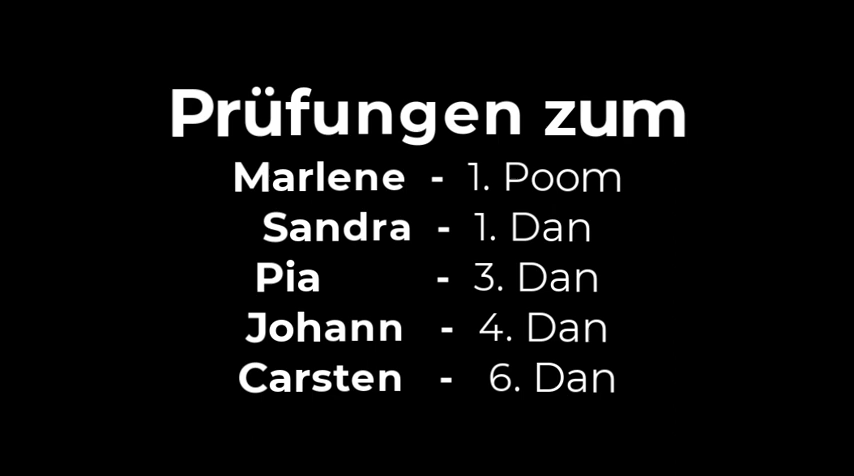 Prüfungen zum
Marlene - 1. Poom
Sandra - 1. Dan
Pia - 3. Dan
Johann - 4. Dan
Carsten - 6. Dan